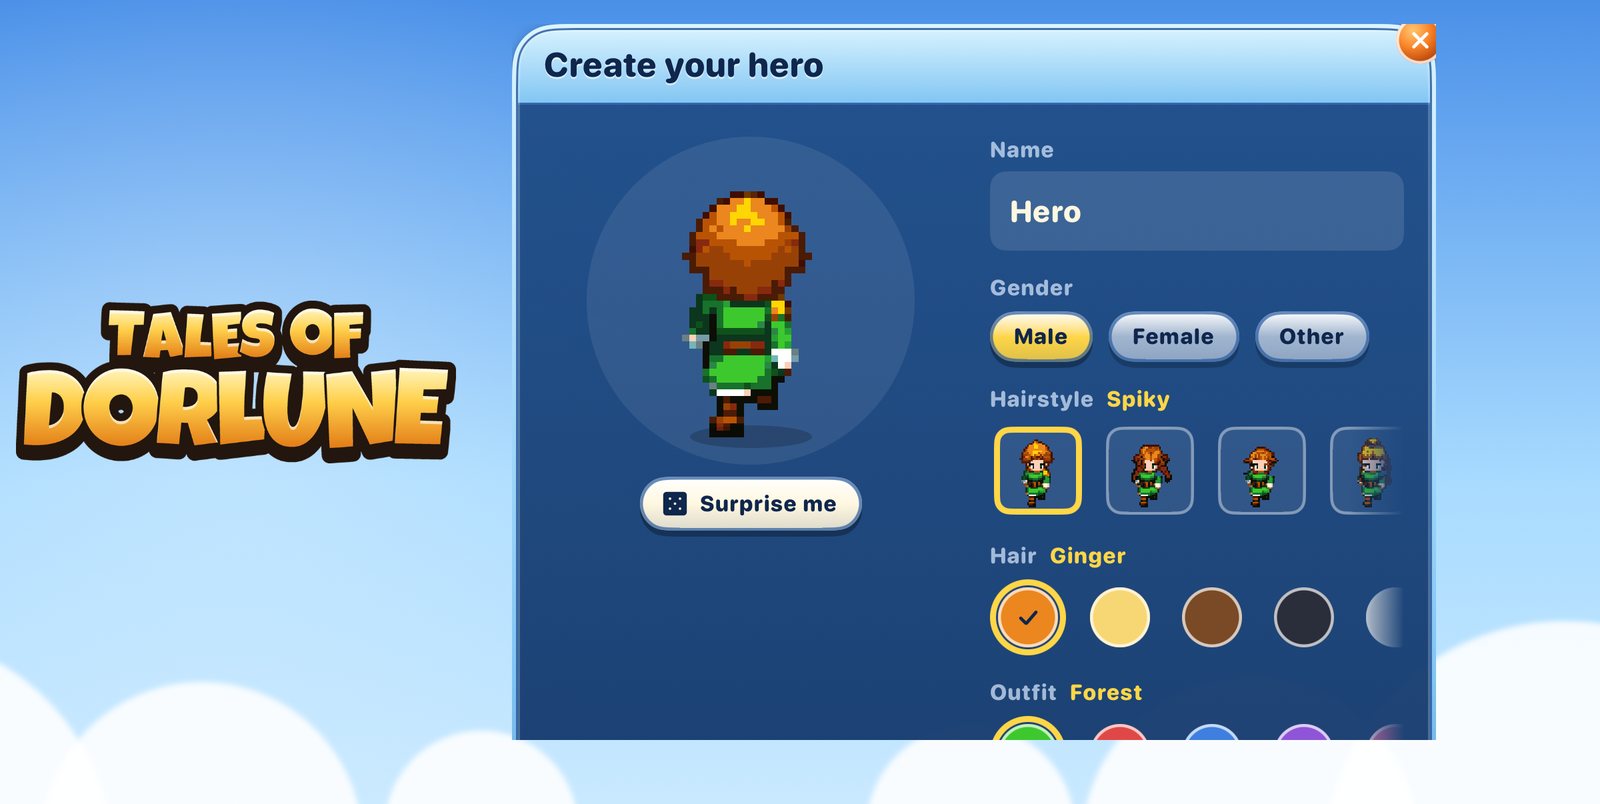 Create your hero
TALES OF
DORLUNE
Surprise me
Name
Hero
Gender
Male Female Other
Hairstyle Spiky
Hair Ginger
Outfit Forest